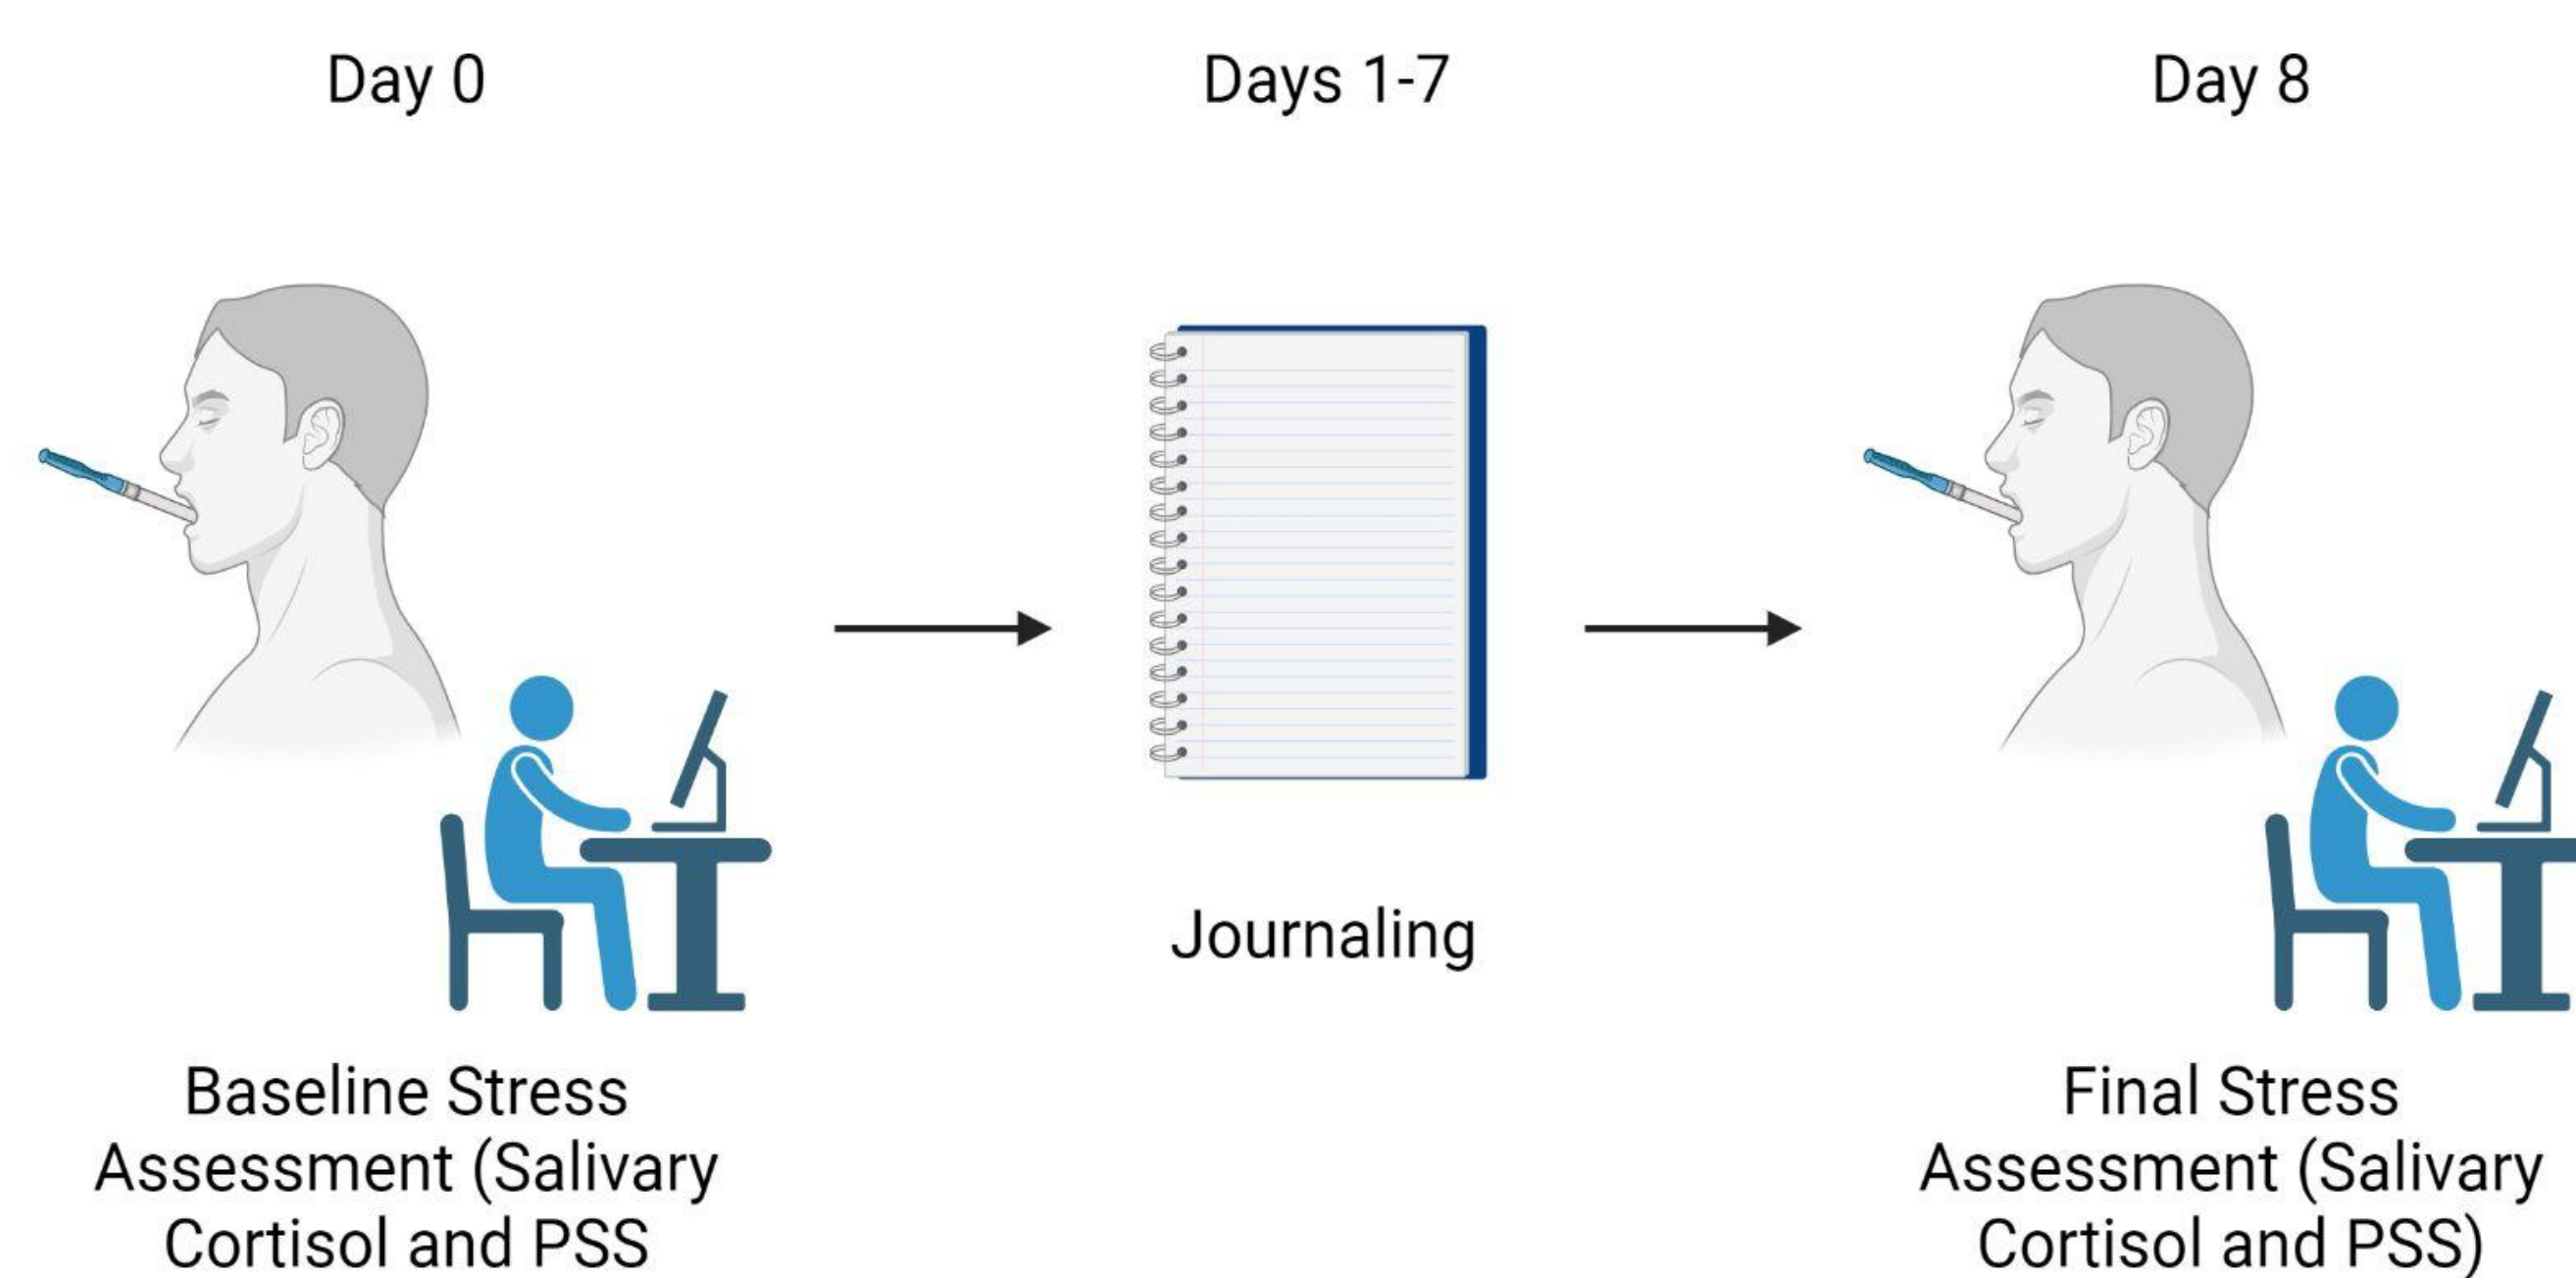 Day 0
Days 1-7
Day 8
Journaling
Baseline Stress
Assessment (Salivary
Cortisol and PSS
Final Stress
Assessment (Salivary
Cortisol and PSS)